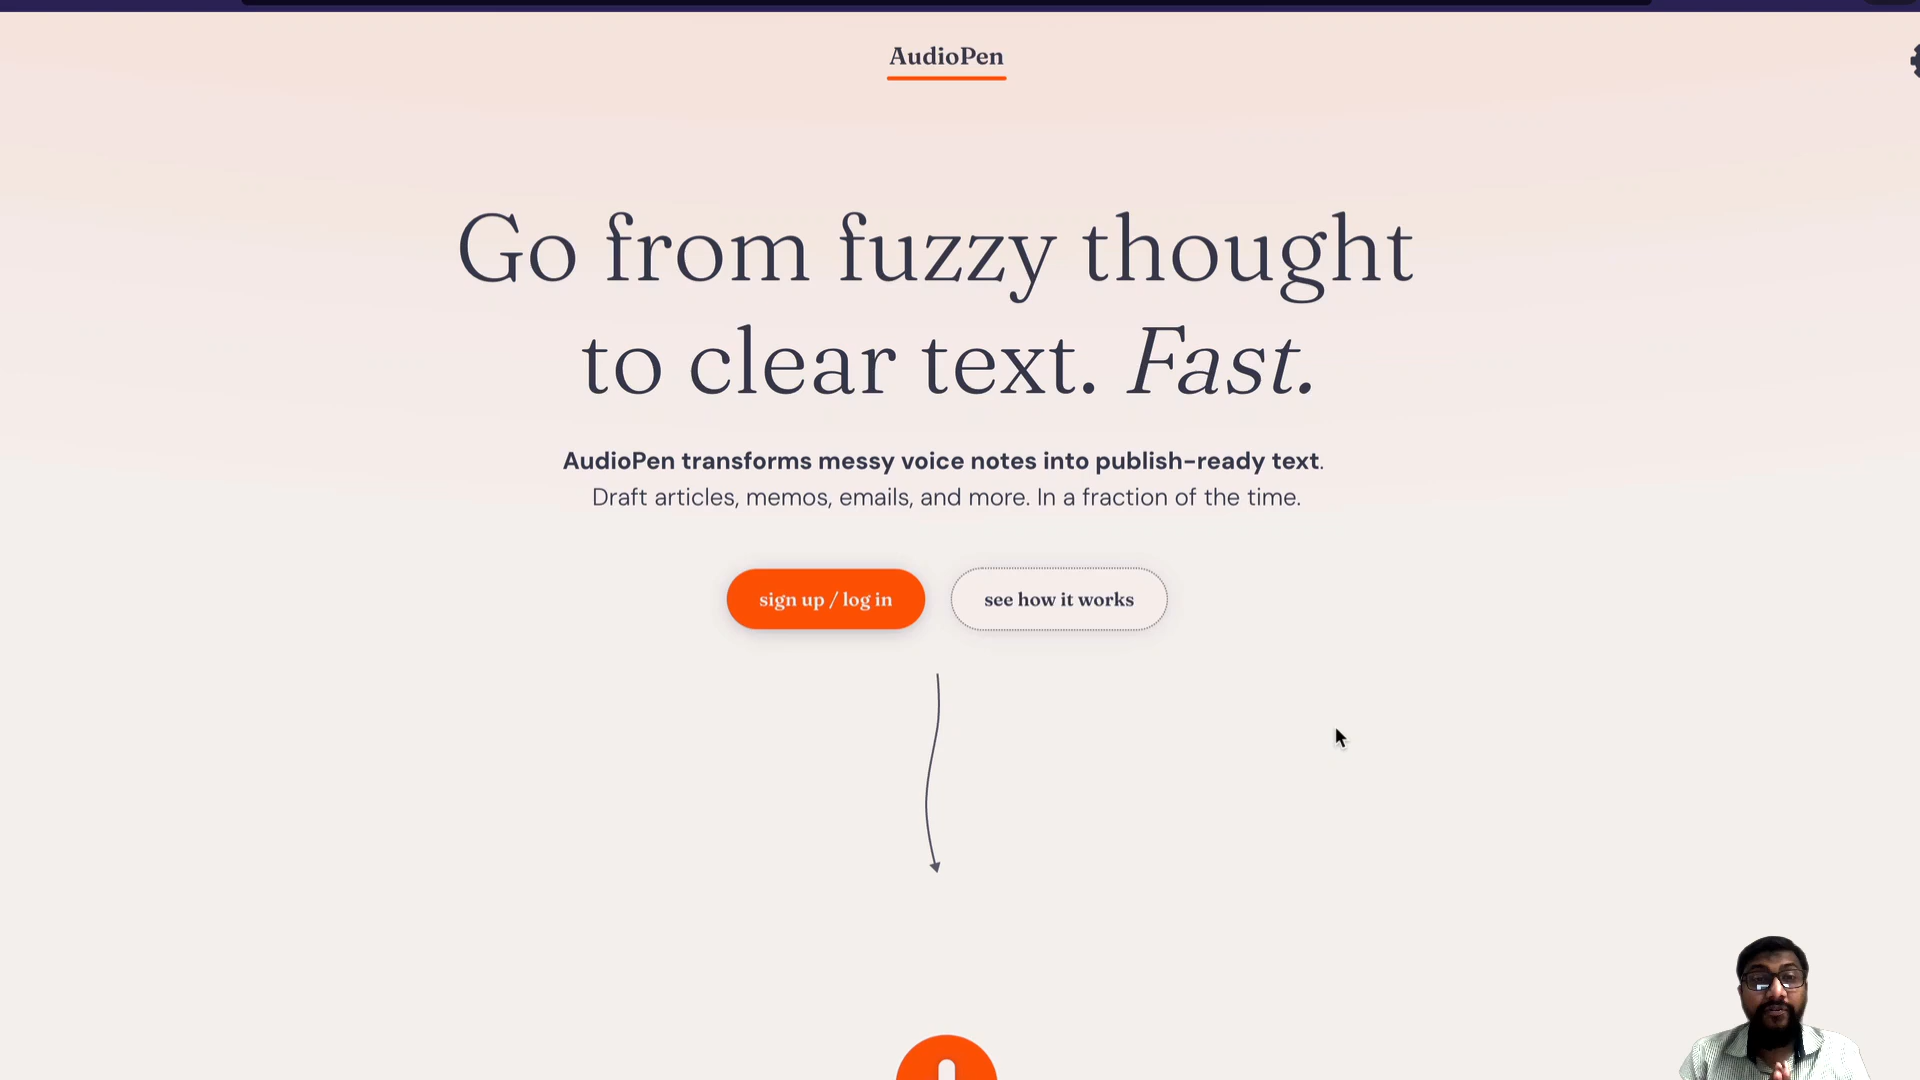 AudioPen
Go from fuzzy thought
to clear text. Fast.
AudioPen transforms messy voice notes into publish-ready text.
Draft articles, memos, emails, and more. In a fraction of the time.
sign up / log in
see how it works